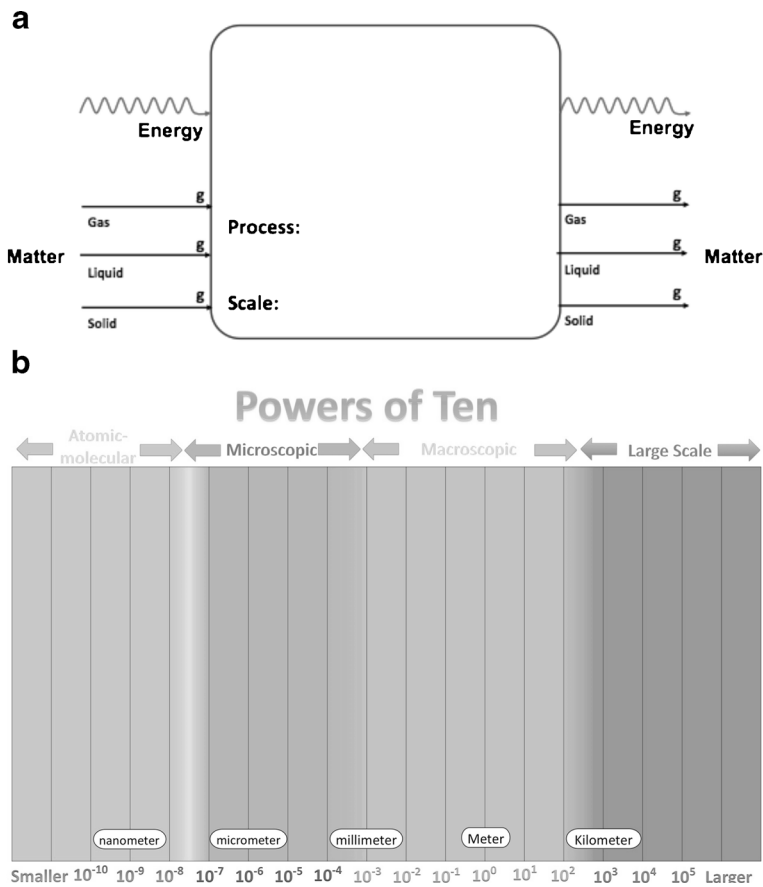 a
Energy
Energy
g
g
Gas
Gas
Process:
g
g
Matter
Matter
Liquid
Liquid
g
g
Scale:
Solid
Solid
b
Powers of Ten
Atomic-
molecular
Microscopic
Macroscopic
Large Scale
nanometer
micrometer
millimeter
Meter
Kilometer
Smaller 10⁻¹⁰ 10⁻⁹ 10⁻⁸ 10⁻⁷ 10⁻⁶ 10⁻⁵ 10⁻⁴ 10⁻³ 10⁻² 10⁻¹ 10⁰ 10¹ 10² 10³ 10⁴ 10⁵ Larger